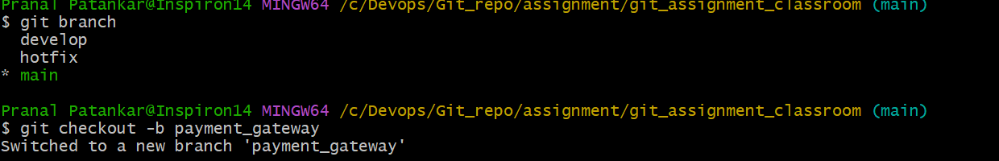 Pranal Patankar@Inspiron14 MINGW64 /c/Devops/Git_repo/assignment/git_assignment_classroom (main)
$ git branch
  develop
  hotfix
* main

Pranal Patankar@Inspiron14 MINGW64 /c/Devops/Git_repo/assignment/git_assignment_classroom (main)
$ git checkout -b payment_gateway
Switched to a new branch 'payment_gateway'